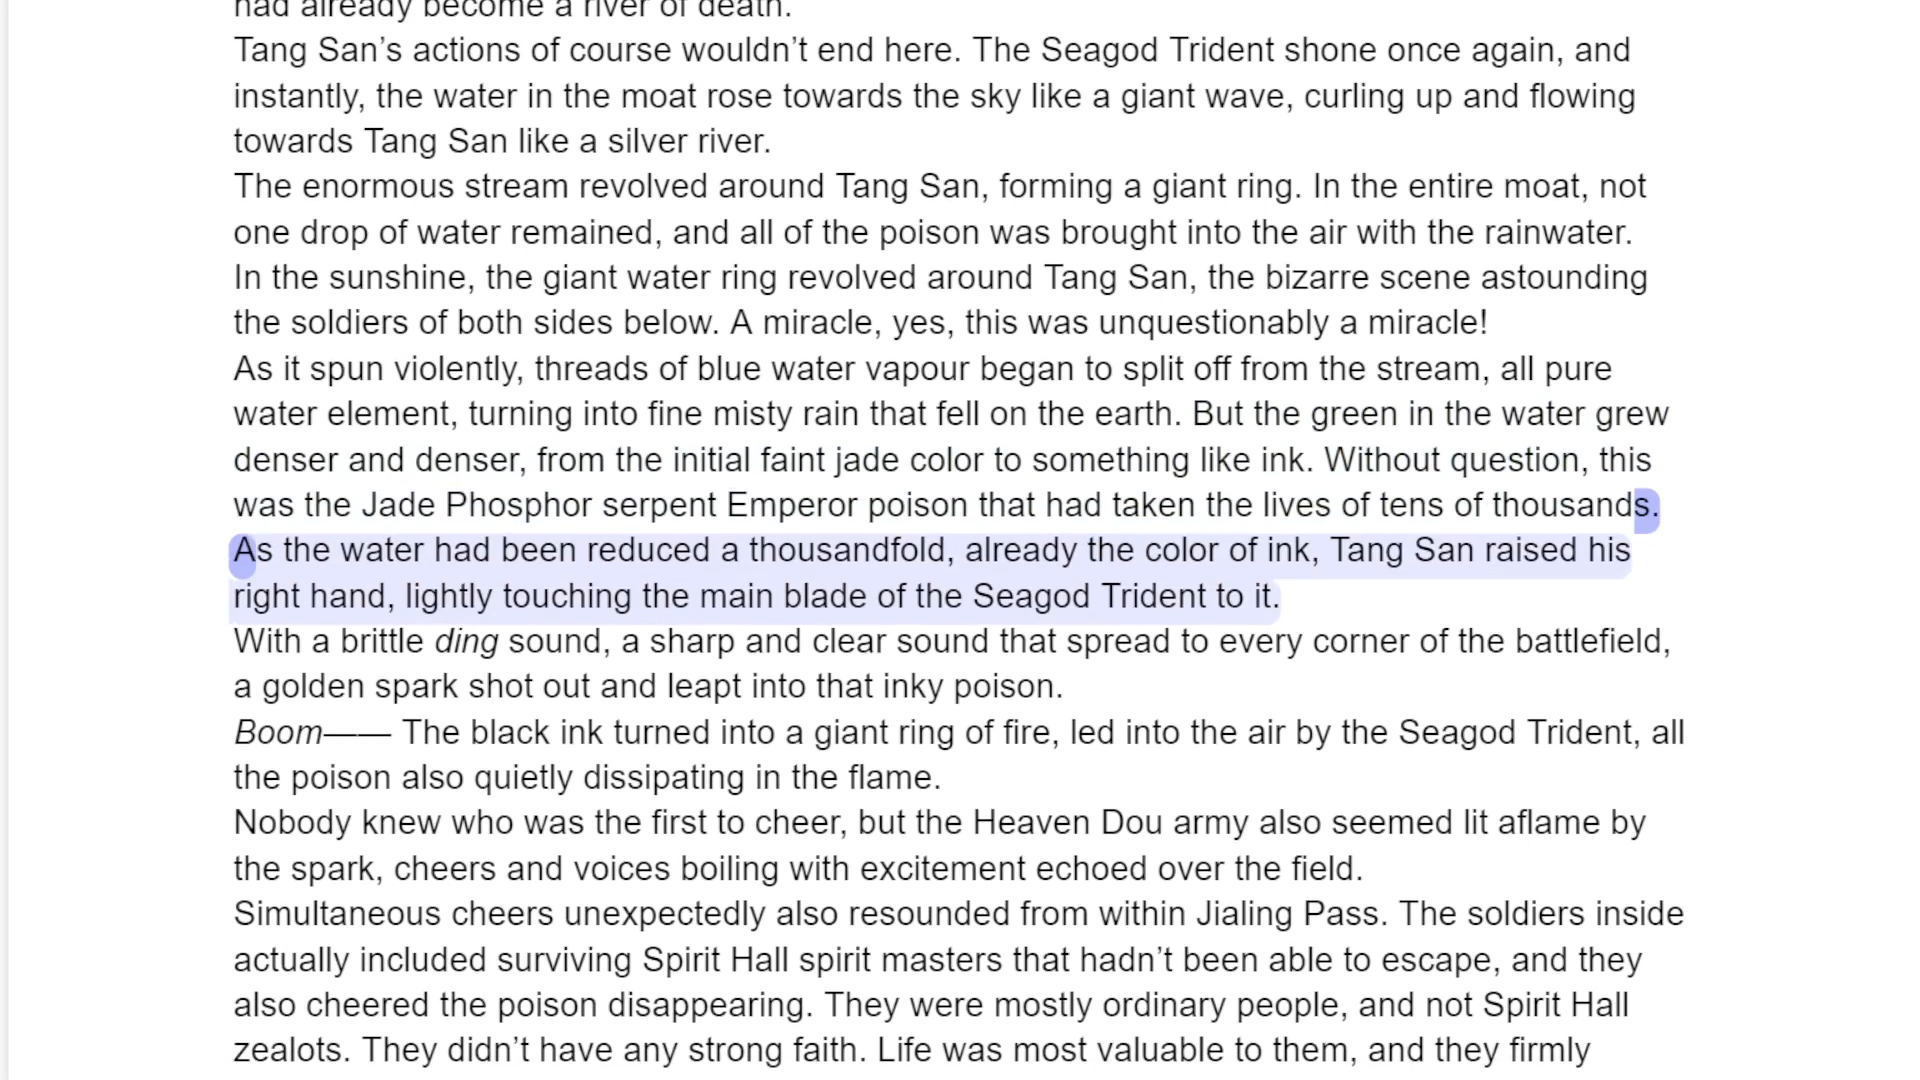 had already become a river of death.
Tang San’s actions of course wouldn’t end here. The Seagod Trident shone once again, and
instantly, the water in the moat rose towards the sky like a giant wave, curling up and flowing
towards Tang San like a silver river.
The enormous stream revolved around Tang San, forming a giant ring. In the entire moat, not
one drop of water remained, and all of the poison was brought into the air with the rainwater.
In the sunshine, the giant water ring revolved around Tang San, the bizarre scene astounding
the soldiers of both sides below. A miracle, yes, this was unquestionably a miracle!
As it spun violently, threads of blue water vapour began to split off from the stream, all pure
water element, turning into fine misty rain that fell on the earth. But the green in the water grew
denser and denser, from the initial faint jade color to something like ink. Without question, this
was the Jade Phosphor serpent Emperor poison that had taken the lives of tens of thousands.
As the water had been reduced a thousandfold, already the color of ink, Tang San raised his
right hand, lightly touching the main blade of the Seagod Trident to it.
With a brittle ding sound, a sharp and clear sound that spread to every corner of the battlefield,
a golden spark shot out and leapt into that inky poison.
Boom—— The black ink turned into a giant ring of fire, led into the air by the Seagod Trident, all
the poison also quietly dissipating in the flame.
Nobody knew who was the first to cheer, but the Heaven Dou army also seemed lit aflame by
the spark, cheers and voices boiling with excitement echoed over the field.
Simultaneous cheers unexpectedly also resounded from within Jialing Pass. The soldiers inside
actually included surviving Spirit Hall spirit masters that hadn’t been able to escape, and they
also cheered the poison disappearing. They were mostly ordinary people, and not Spirit Hall
zealots. They didn’t have any strong faith. Life was most valuable to them, and they firmly